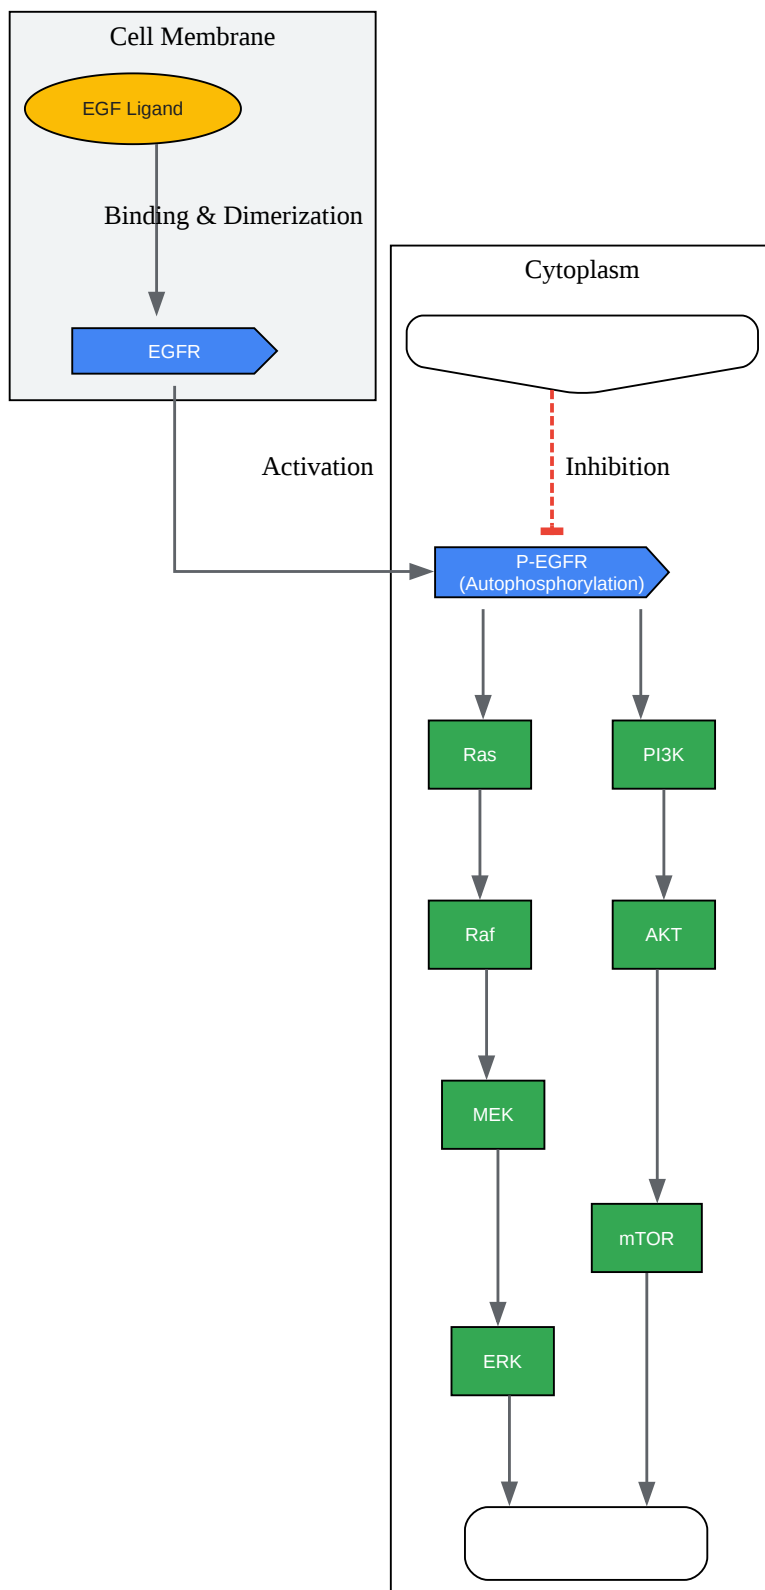 Cell Membrane
EGF Ligand
Binding & Dimerization
EGFR
Cytoplasm
Activation
Inhibition
P-EGFR
(Autophosphorylation)
Ras
PI3K
Raf
AKT
MEK
mTOR
ERK